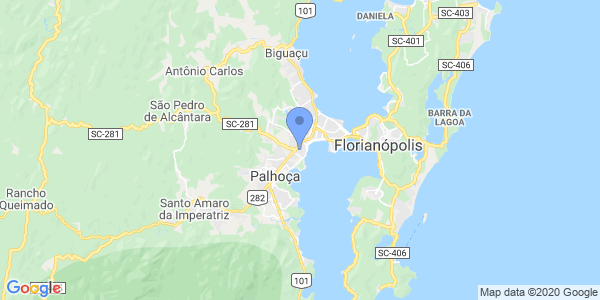 101
DANIELA
SC-403
SC-401
Biguaçu
SC-406
Antônio Carlos
São Pedro
de Alcântara
SC-281
BARRA DA
LAGOA
SC-281
Florianópolis
Palhoça
Rancho
Queimado
282
Santo Amaro
da Imperatriz
SC-406
101
Google
Map data ©2020 Google